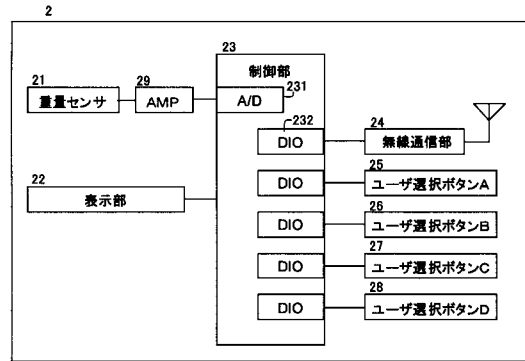 2
21
重量センサ
29
AMP
23
制御部
A/D
231
232
DIO
24
無線通信部
22
表示部
DIO
25
ユーザ選択ボタンA
DIO
26
ユーザ選択ボタンB
DIO
27
ユーザ選択ボタンC
DIO
28
ユーザ選択ボタンD